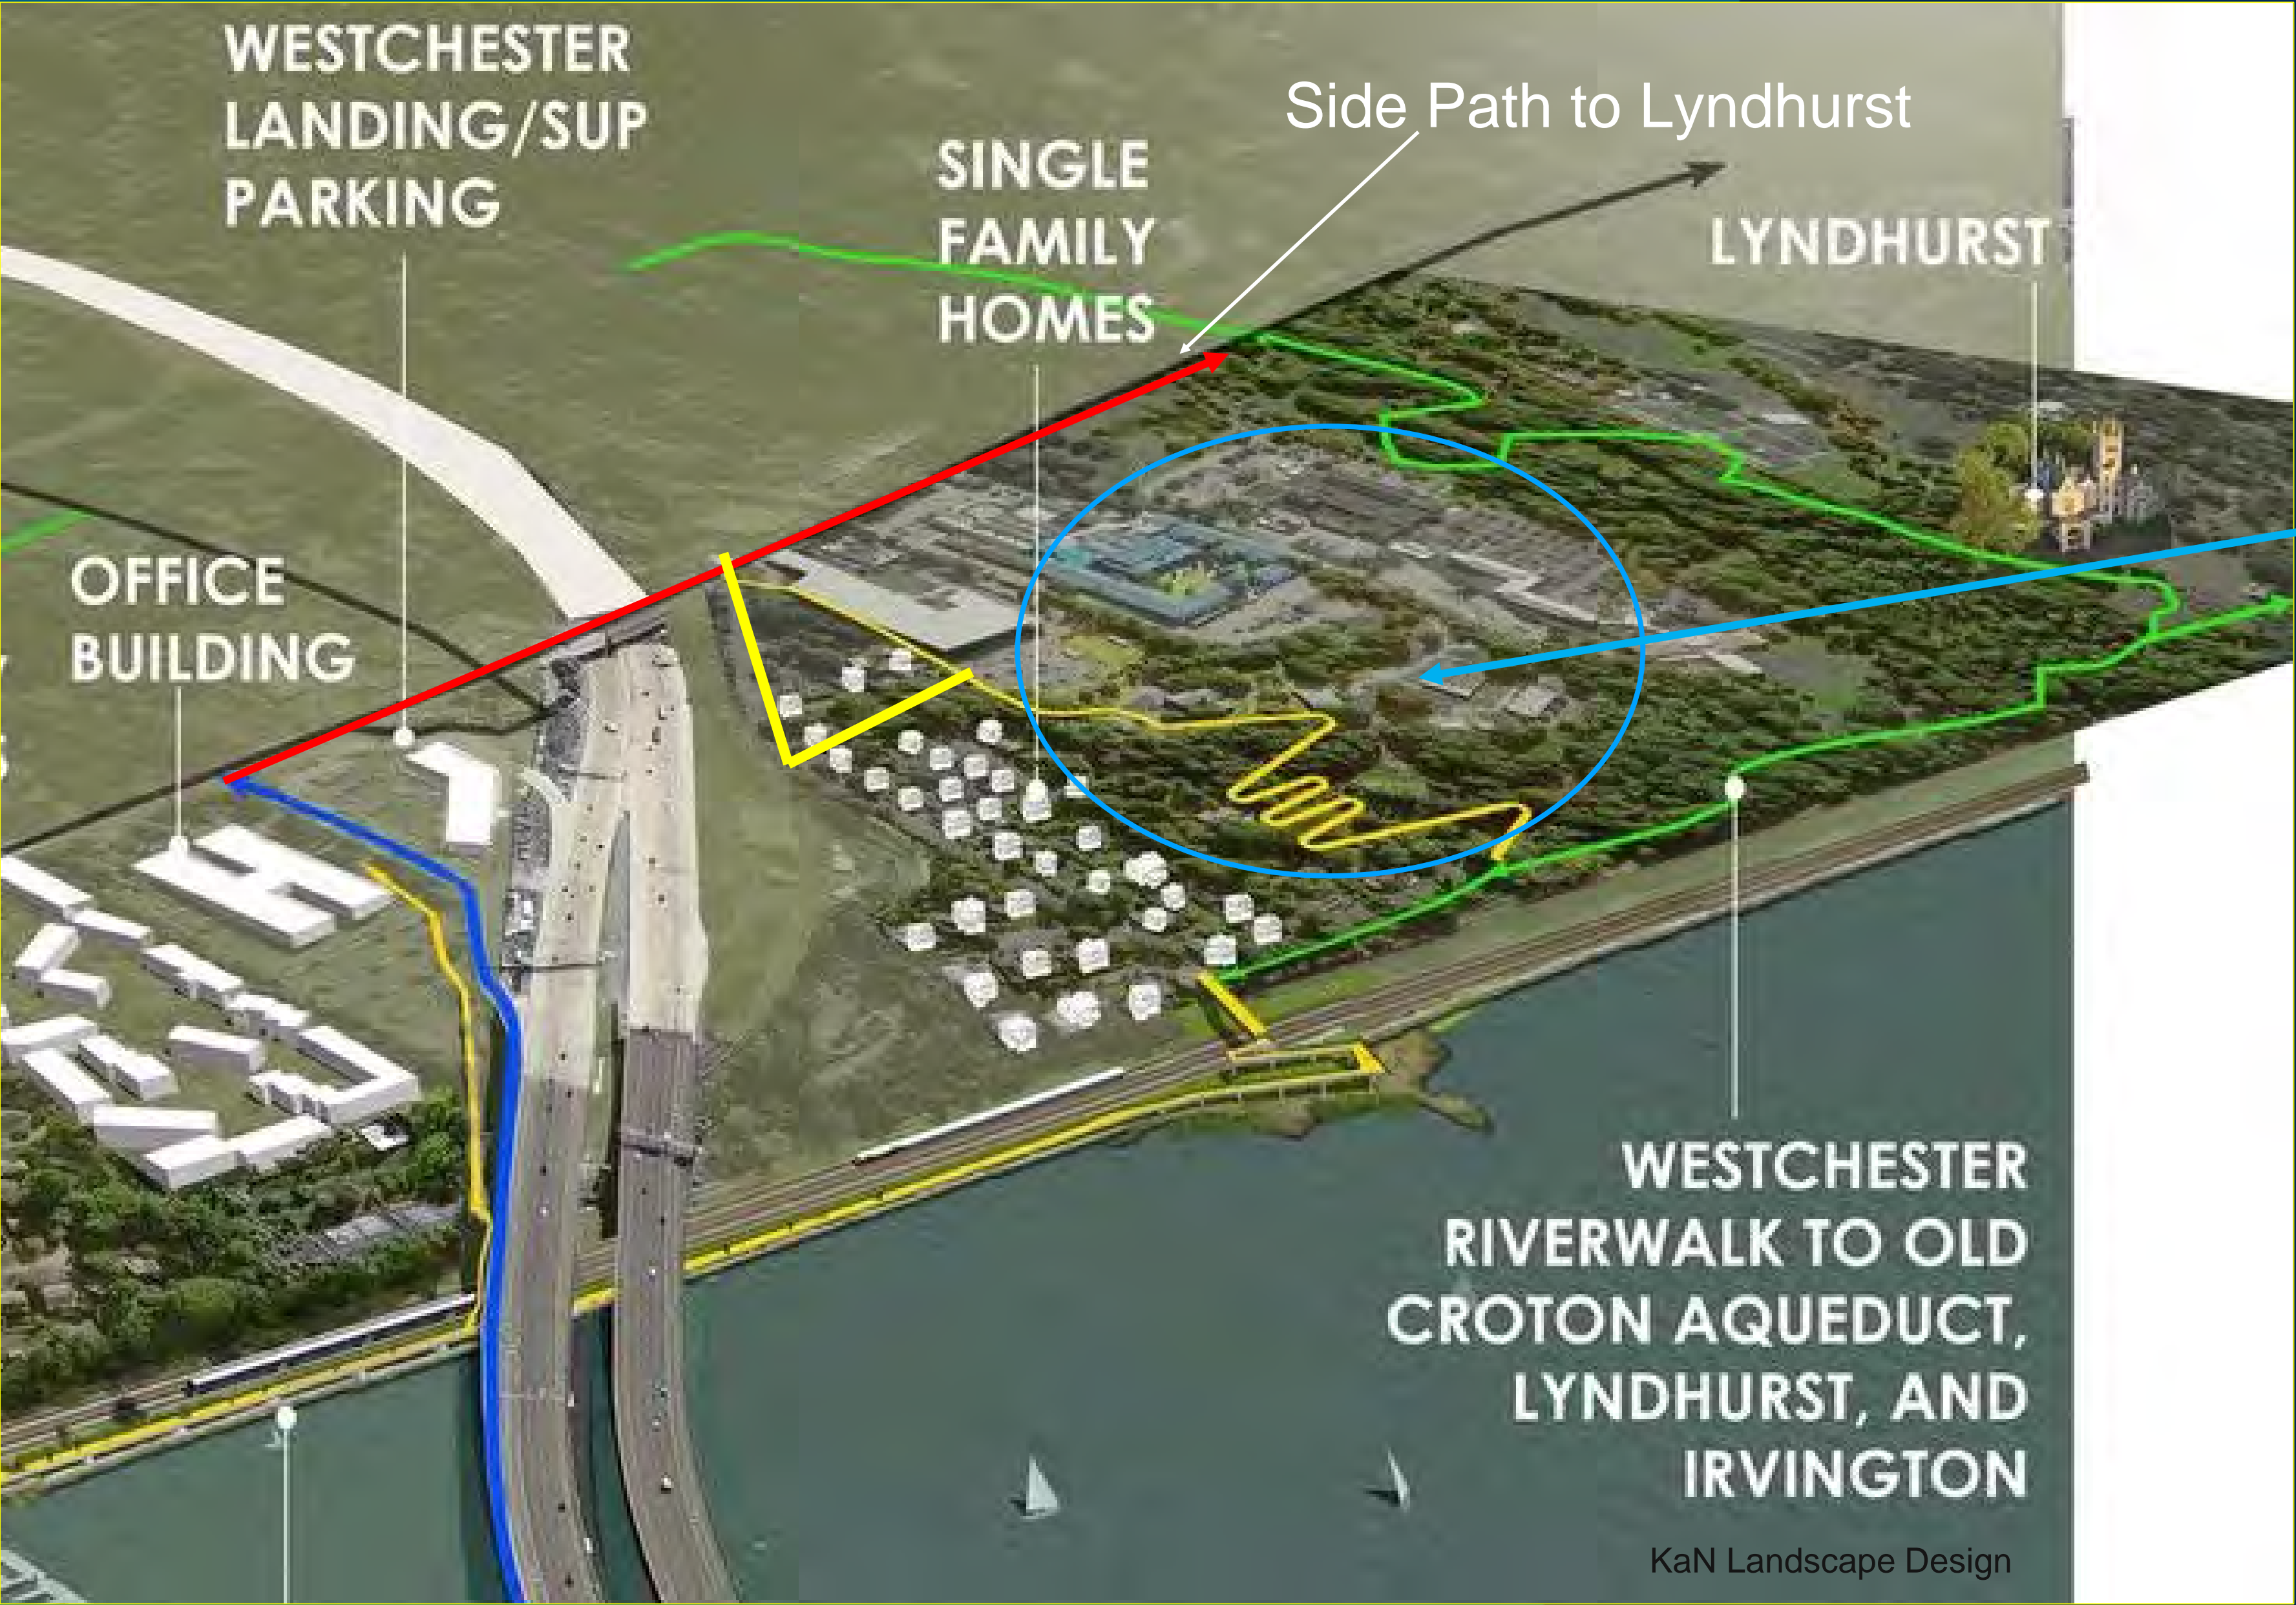 WESTCHESTER
LANDING/SUP
PARKING
Side Path to Lyndhurst
SINGLE
FAMILY
HOMES
LYNDHURST
OFFICE
BUILDING
WESTCHESTER
RIVERWALK TO OLD
CROTON AQUEDUCT,
LYNDHURST, AND
IRVINGTON
KaN Landscape Design